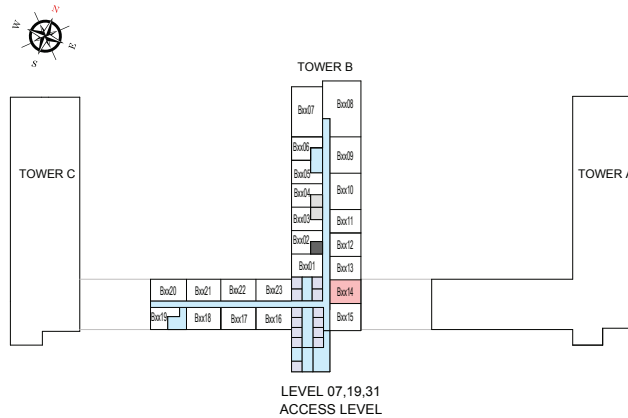 N
W
E
S
TOWER B
Bxx07
Bxx08
Bxx06
Bxx09
Bxx05
TOWER C
TOWER A
Bxx04
Bxx10
Bxx03
Bxx11
Bxx02
Bxx12
Bxx01
Bxx13
Bxx20
Bxx21
Bxx22
Bxx23
Bxx14
Bxx19
Bxx18
Bxx17
Bxx16
Bxx15
LEVEL 07,19,31
ACCESS LEVEL